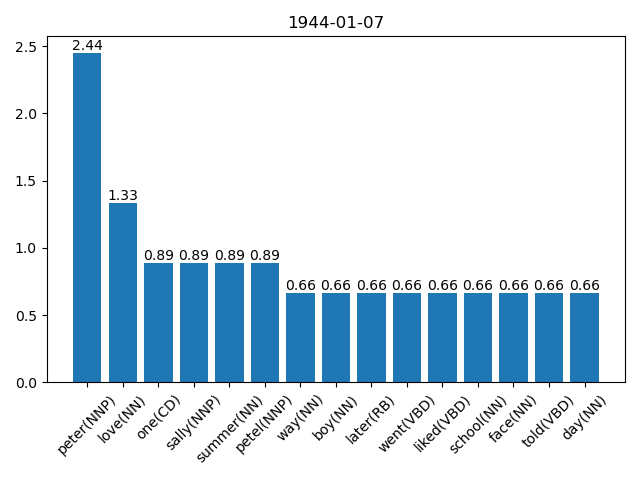 1944-01-07
2.5
2.0
1.5
1.0
0.5
0.0
2.44
1.33
0.89 0.89 0.89 0.89
0.66 0.66 0.66 0.66 0.66 0.66 0.66 0.66 0.66
peter(NNP)
love(NN)
one(CD)
sally(NNP)
summer(NN)
petel(NNP)
way(NN)
boy(NN)
later(RB)
went(VBD)
liked(VBD)
school(NN)
face(NN)
told(VBD)
day(NN)